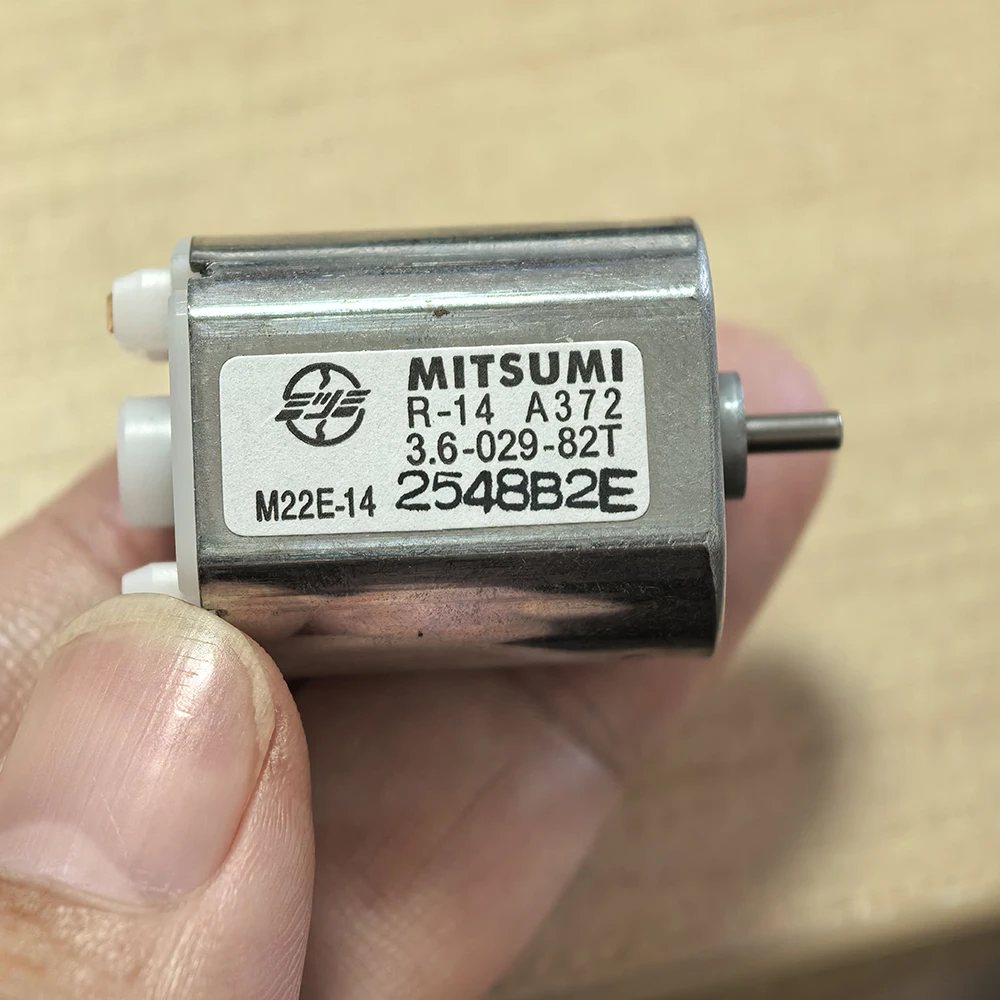 MITSUMI
R-14 A372
3.6-029-82T
M22E-14 2548B2E